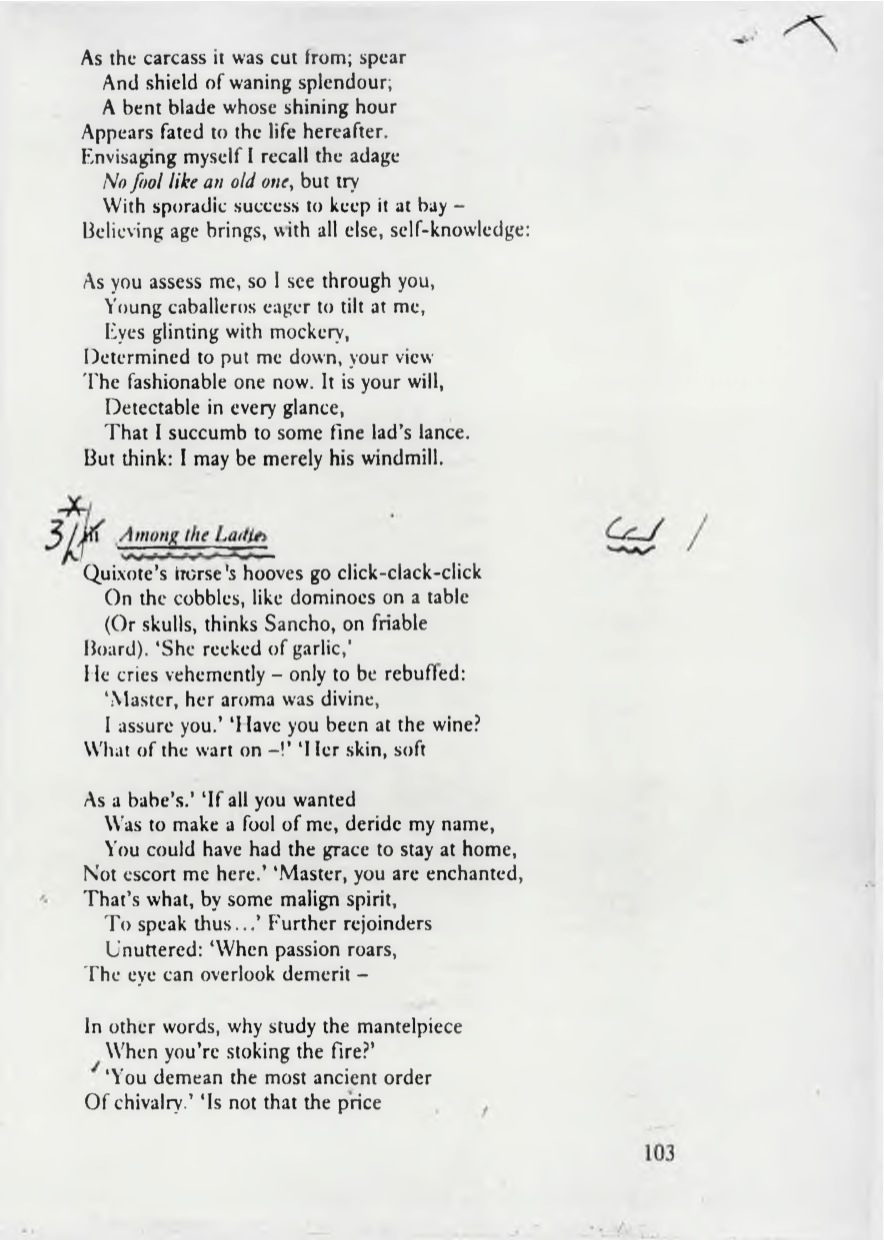 As the carcass it was cut from; spear
And shield of waning splendour;
A bent blade whose shining hour
Appears fated to the life hereafter.
Envisaging myself I recall the adage
No fool like an old one, but try
With sporadic success to keep it at bay –
Believing age brings, with all else, self-knowledge:

As you assess me, so I see through you,
Young caballeros eager to tilt at me,
Eyes glinting with mockery,
Determined to put me down, your view
The fashionable one now. It is your will,
Detectable in every glance,
That I succumb to some fine lad's lance.
But think: I may be merely his windmill.

3 Among the Ladies
Quixote's horse's hooves go click-clack-click
On the cobbles, like dominoes on a table
(Or skulls, thinks Sancho, on friable
Board). ‘She reeked of garlic,’
He cries vehemently – only to be rebuffed:
‘Master, her aroma was divine,
I assure you.’ ‘Have you been at the wine?
What of the wart on –!’ ‘Her skin, soft

As a babe's.’ ‘If all you wanted
Was to make a fool of me, deride my name,
You could have had the grace to stay at home,
Not escort me here.’ ‘Master, you are enchanted,
That's what, by some malign spirit,
To speak thus...’ Further rejoinders
Unuttered: ‘When passion roars,
The eye can overlook demerit –

In other words, why study the mantelpiece
When you're stoking the fire?’
‘You demean the most ancient order
Of chivalry.’ ‘Is not that the price

103